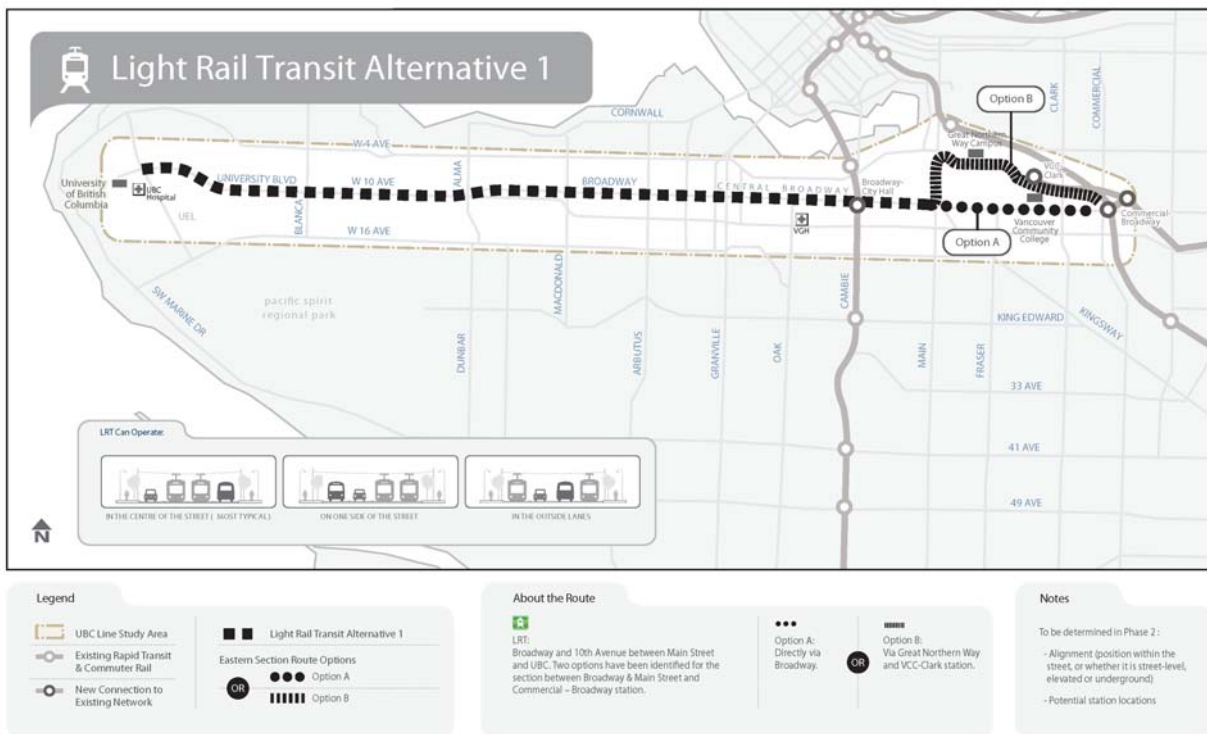 Light Rail Transit Alternative 1
Option B
CLARK
COMMERCIAL
CORNWALL
Great Northern
Way Campus
W 4 AVE
VCC-
Clark
University
of British
Columbia
UBC
Hospital
UNIVERSITY BLVD
W 10 AVE
ALMA
BROADWAY
CENTRAL BROADWAY
Broadway-
City Hall
UEL
BLANCA
W 16 AVE
VGH
Vancouver
Community
College
Commercial-
Broadway
Option A
SW MARINE DR
pacific spirit
regional park
MACDONALD
CAMBIE
KING EDWARD
KINGSWAY
DUNBAR
ARBUTUS
GRANVILLE
OAK
MAIN
FRASER
33 AVE
41 AVE
49 AVE
LRT Can Operate:
IN THE CENTRE OF THE STREET ( MOST TYPICAL)
ON ONE SIDE OF THE STREET
IN THE OUTSIDE LANES
N
Legend
UBC Line Study Area
Existing Rapid Transit
& Commuter Rail
New Connection to
Existing Network
Light Rail Transit Alternative 1
Eastern Section Route Options
OR
Option A
Option B
About the Route
LRT:
Broadway and 10th Avenue between Main Street
and UBC. Two options have been identified for the
section between Broadway & Main Street and
Commercial – Broadway station.
Option A:
Directly via
Broadway.
OR
Option B:
Via Great Northern Way
and VCC-Clark station.
Notes
To be determined in Phase 2 :
- Alignment (position within the
street, or whether it is street-level,
elevated or underground)
- Potential station locations